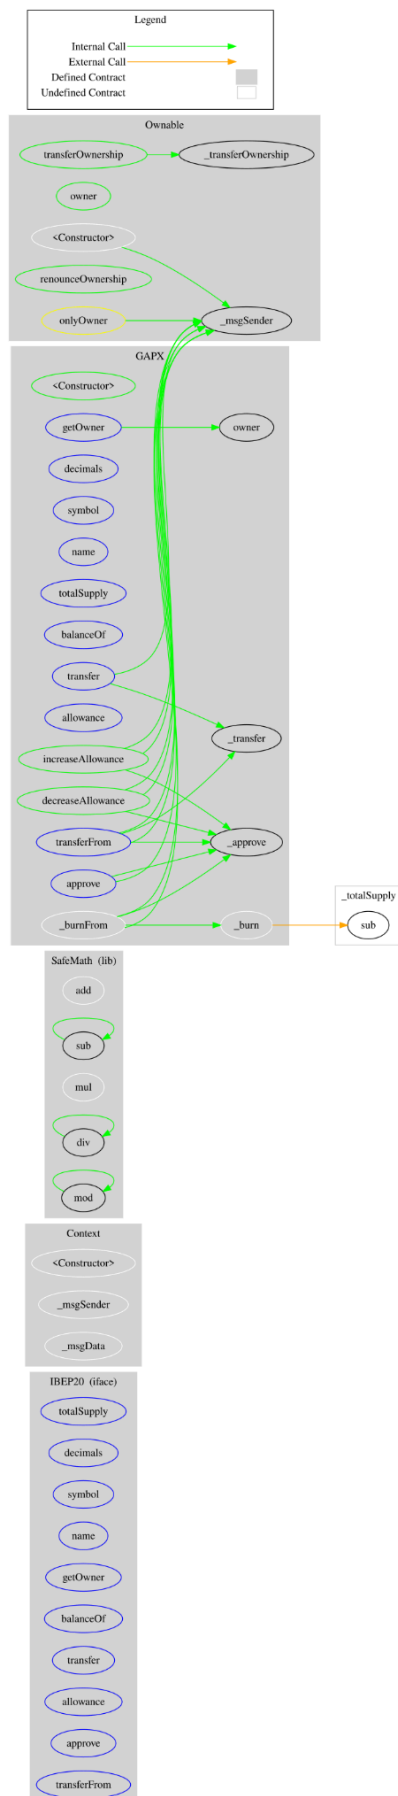 Legend
Internal Call
External Call
Defined Contract
Undefined Contract
Ownable
transferOwnership
_transferOwnership
owner
<Constructor>
renounceOwnership
onlyOwner
_msgSender
GAPX
<Constructor>
getOwner
owner
decimals
symbol
name
totalSupply
balanceOf
transfer
allowance
_transfer
increaseAllowance
decreaseAllowance
transferFrom
_approve
approve
_burnFrom
_burn
_totalSupply
sub
SafeMath (lib)
add
sub
mul
div
mod
Context
<Constructor>
_msgSender
_msgData
IBEP20 (iface)
totalSupply
decimals
symbol
name
getOwner
balanceOf
transfer
allowance
approve
transferFrom